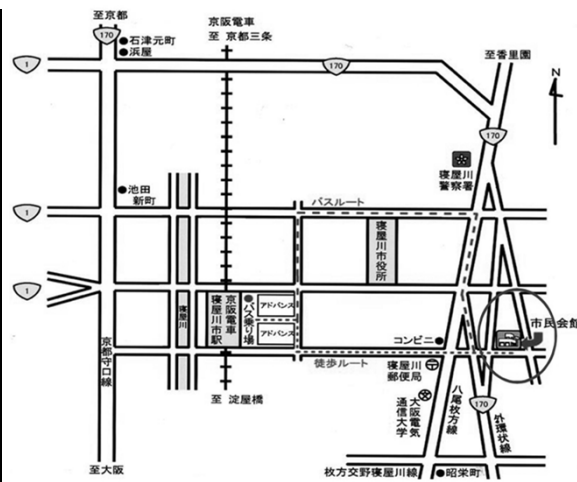 至京都
170
石津元町
浜屋
京阪電車
至 京都三条
1
170
至香里園
170
寝屋川
警察署
池田
新町
バスルート
1
寝屋川市役所
1
寝屋川
京阪電車
寝屋川市駅
バス乗り場
アドバンス
アドバンス
コンビニ
市民会館
徒歩ルート
寝屋川
郵便局
京都守口線
至 淀屋橋
大阪電気
通信大学
八尾枚方線
170
外環状線
至大阪
枚方交野寝屋川線
昭栄町